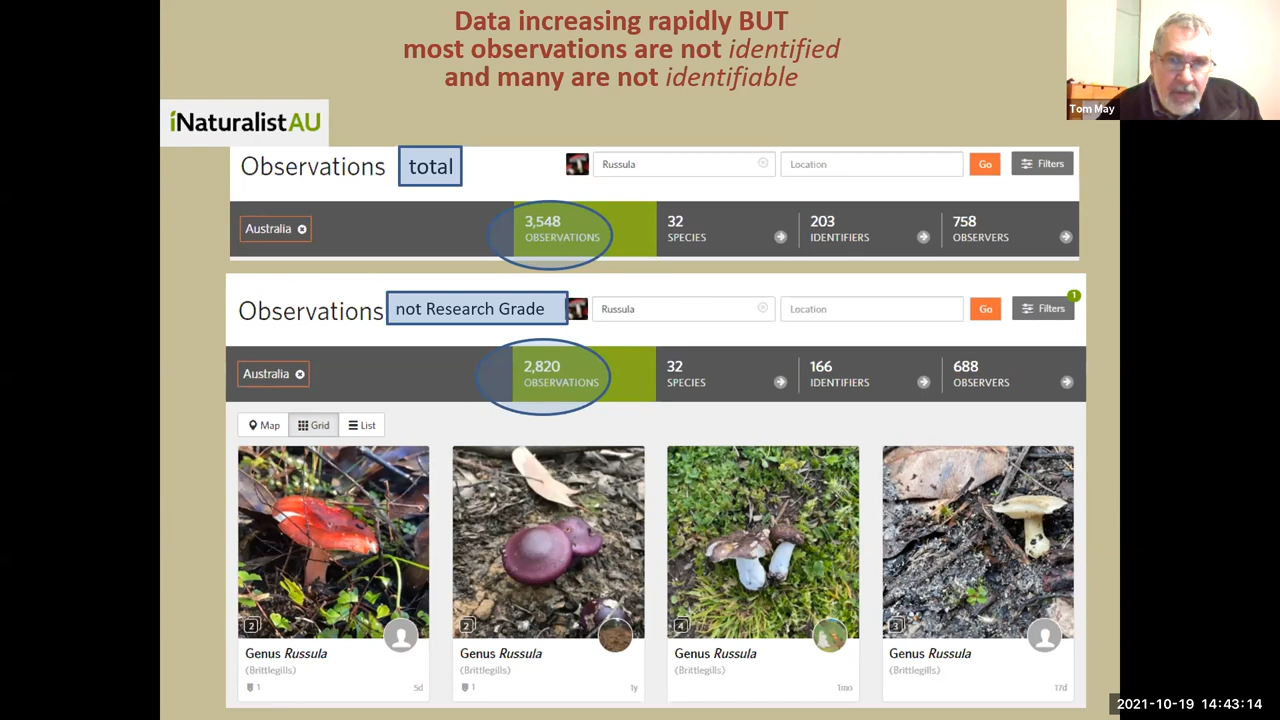 Data increasing rapidly BUT
most observations are not identified
and many are not identifiable
Tom May
iNaturalistAU
Observations total Russula Location Go Filters
Australia
3,548 32 203 758
OBSERVATIONS SPECIES IDENTIFIERS OBSERVERS
1
Observations not Research Grade Russula Location Go Filters
Australia
2,820 32 166 688
OBSERVATIONS SPECIES IDENTIFIERS OBSERVERS
Map Grid List
2 2 4 3
Genus Russula Genus Russula Genus Russula Genus Russula
(Brittlegills) (Brittlegills) (Brittlegills) (Brittlegills)
1 5d 1 1y 1mo 17d
2021-10-19 14:43:14